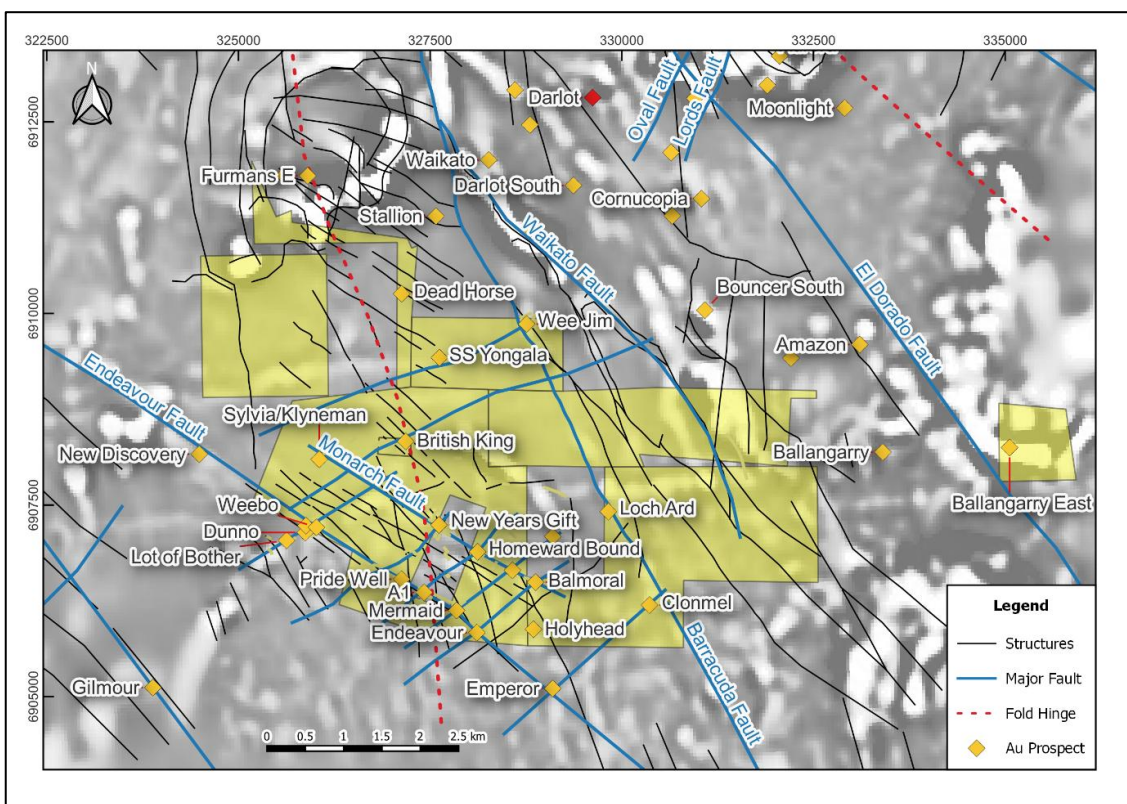 322500
325000
327500
330000
332500
335000
N
6912500
6910000
6907500
6905000
Darlot
Oval Fault
Lords Fault
Moonlight
Waikato
Furmans E
Darlot South
Cornucopia
Stallion
Waikato Fault
El Dorado Fault
Dead Horse
Bouncer South
Wee Jim
SS Yongala
Amazon
Endeavour Fault
Sylvia/Klyneman
British King
New Discovery
Monarch Fault
Ballangarry
Weebo
Ballangarry East
Dunno
New Years Gift
Loch Ard
Lot of Bother
Homeward Bound
Pride Well
Balmoral
A1
Mermaid
Clonmel
Endeavour
Holyhead
Barracuda Fault
Gilmour
Emperor
0 0.5 1 1.5 2 2.5 km
Legend
Structures
Major Fault
Fold Hinge
Au Prospect